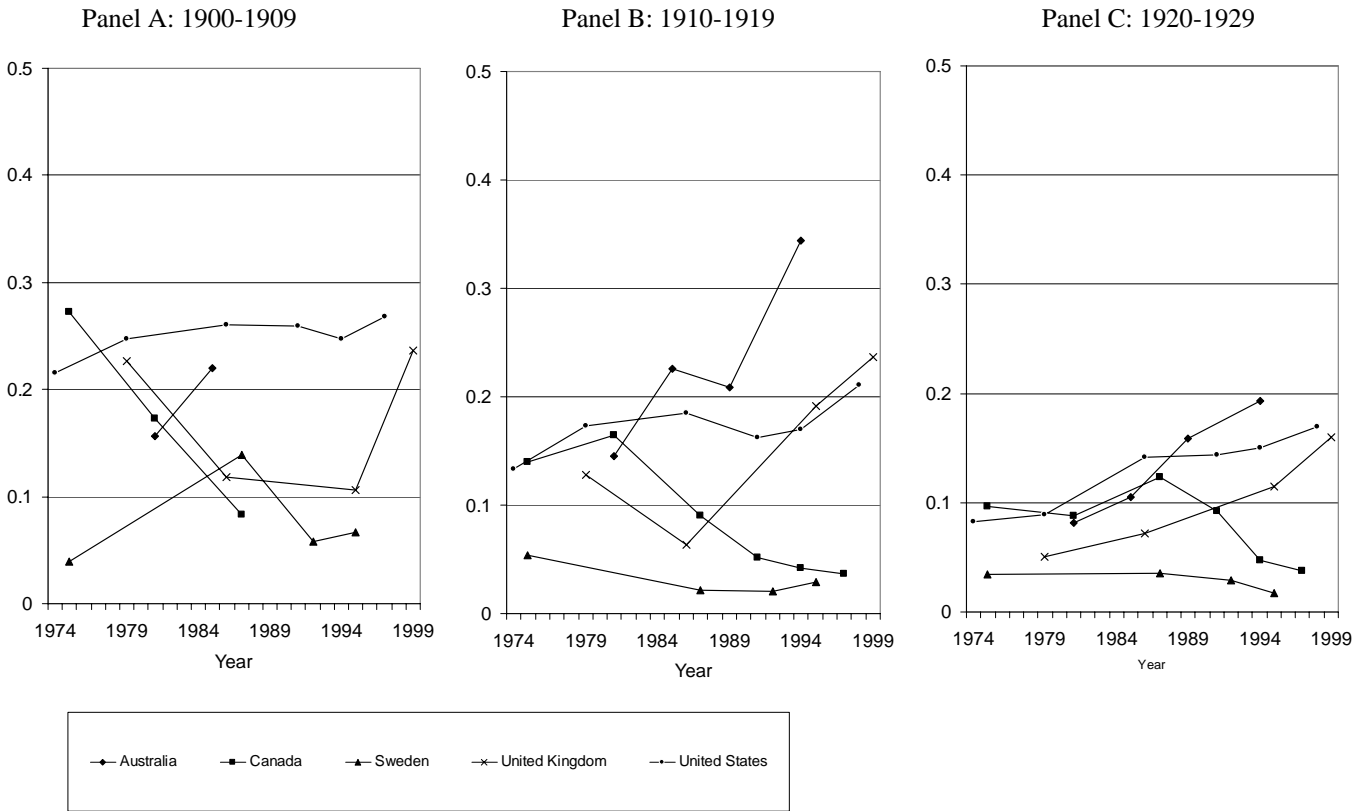 Panel A: 1900-1909
0.5
0.4
0.3
0.2
0.1
0
1974 1979 1984 1989 1994 1999
Year
Panel B: 1910-1919
0.5
0.4
0.3
0.2
0.1
0
1974 1979 1984 1989 1994 1999
Year
Panel C: 1920-1929
0.5
0.4
0.3
0.2
0.1
0
1974 1979 1984 1989 1994 1999
Year
Australia Canada Sweden United Kingdom United States